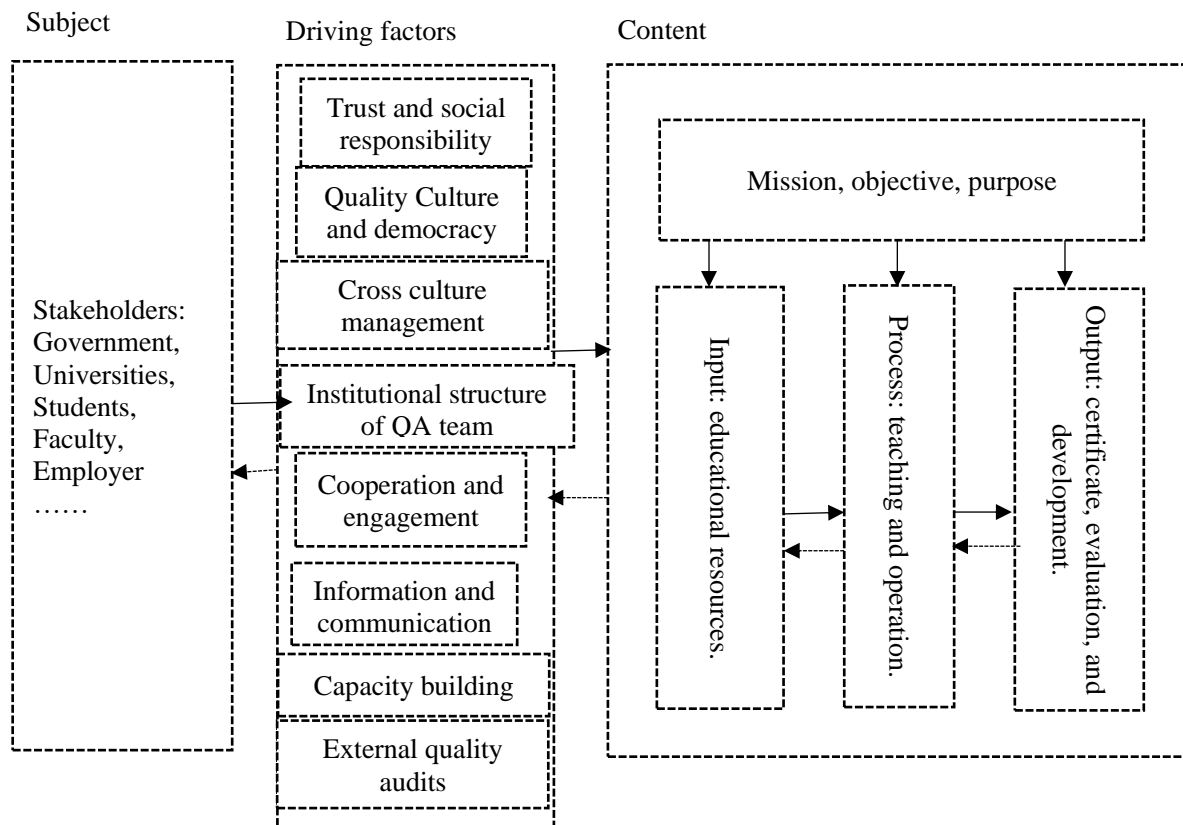 Subject
Driving factors
Content
Stakeholders:
Government,
Universities,
Students,
Faculty,
Employer
……
Trust and social
responsibility
Quality Culture
and democracy
Cross culture
management
Institutional structure
of QA team
Cooperation and
engagement
Information and
communication
Capacity building
External quality
audits
Mission, objective, purpose
Input: educational resources.
Process: teaching and operation.
Output: certificate, evaluation, and
development.